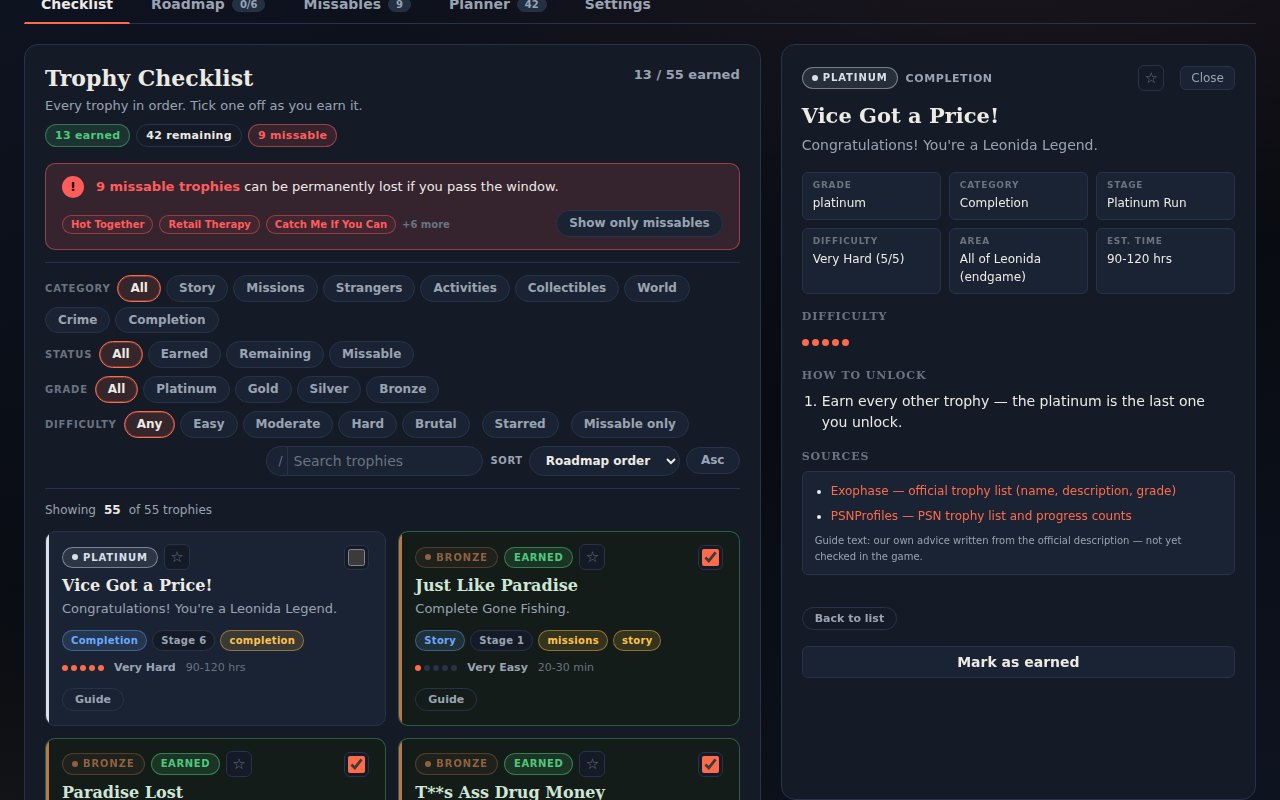 Checklist Roadmap 0/6 Missables 9 Planner 42 Settings
Trophy Checklist
13 / 55 earned
Every trophy in order. Tick one off as you earn it.
13 earned 42 remaining 9 missable
! 9 missable trophies can be permanently lost if you pass the window.
Hot Together Retail Therapy Catch Me If You Can +6 more Show only missables
CATEGORY All Story Missions Strangers Activities Collectibles World
Crime Completion
STATUS All Earned Remaining Missable
GRADE All Platinum Gold Silver Bronze
DIFFICULTY Any Easy Moderate Hard Brutal Starred Missable only
/ Search trophies SORT Roadmap order Asc
Showing 55 of 55 trophies
PLATINUM
Vice Got a Price!
Congratulations! You're a Leonida Legend.
Completion Stage 6 completion
Very Hard 90-120 hrs
Guide
BRONZE EARNED
Just Like Paradise
Complete Gone Fishing.
Story Stage 1 missions story
Very Easy 20-30 min
Guide
BRONZE EARNED
Paradise Lost
BRONZE EARNED
T**s Ass Drug Money
PLATINUM COMPLETION Close
Vice Got a Price!
Congratulations! You're a Leonida Legend.
GRADE
platinum
CATEGORY
Completion
STAGE
Platinum Run
DIFFICULTY
Very Hard (5/5)
AREA
All of Leonida
(endgame)
EST. TIME
90-120 hrs
DIFFICULTY
HOW TO UNLOCK
1. Earn every other trophy — the platinum is the last one
you unlock.
SOURCES
Exophase — official trophy list (name, description, grade)
PSNProfiles — PSN trophy list and progress counts
Guide text: our own advice written from the official description — not yet
checked in the game.
Back to list
Mark as earned